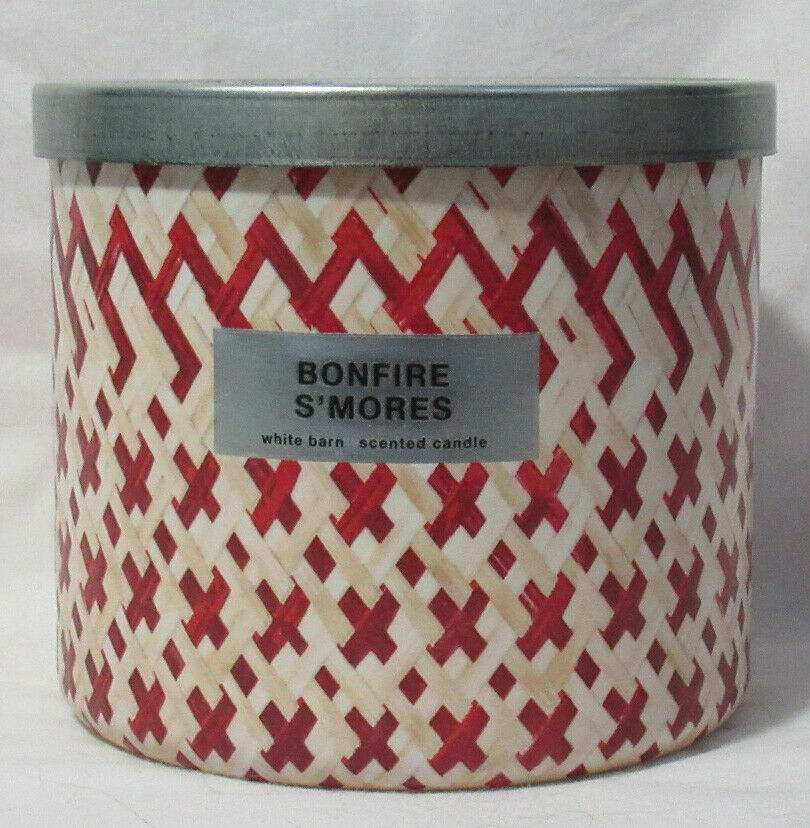 BONFIRE
S'MORES
white barn scented candle